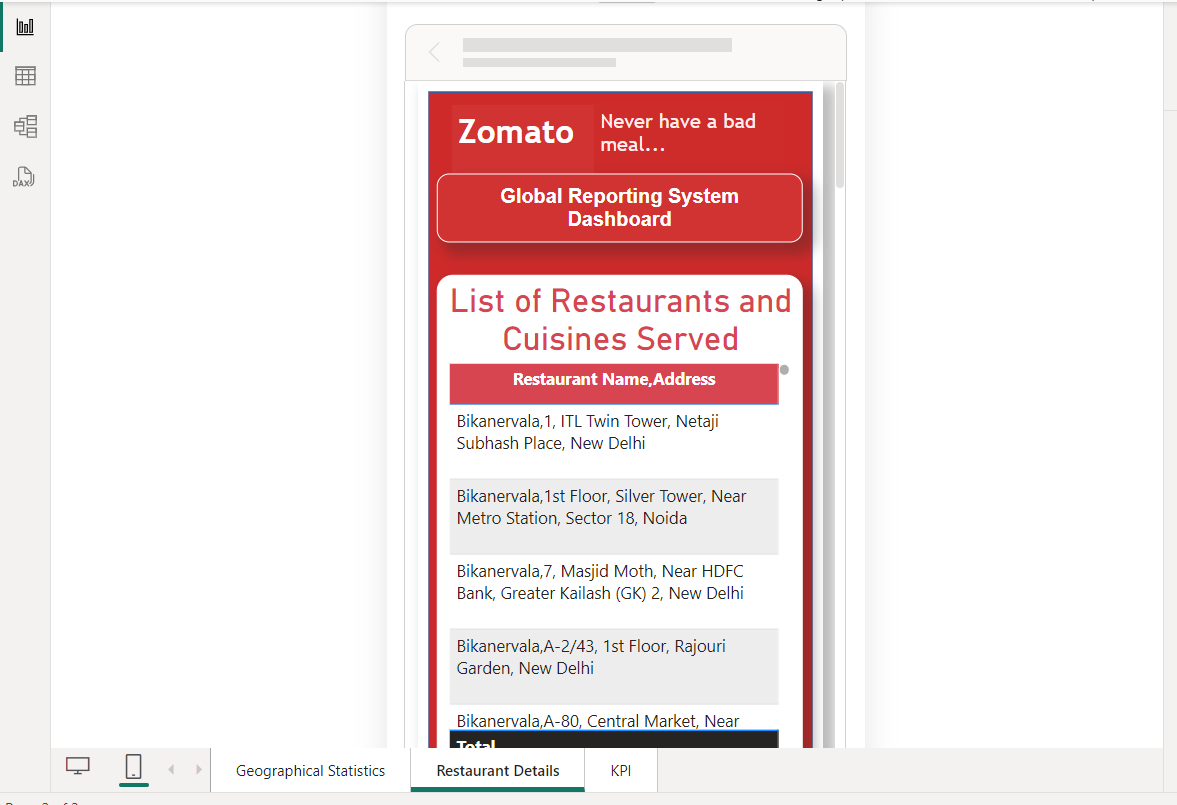 Zomato
Never have a bad
meal...
Global Reporting System
Dashboard
List of Restaurants and
Cuisines Served
Restaurant Name,Address
Bikanervala,1, ITL Twin Tower, Netaji
Subhash Place, New Delhi
Bikanervala,1st Floor, Silver Tower, Near
Metro Station, Sector 18, Noida
Bikanervala,7, Masjid Moth, Near HDFC
Bank, Greater Kailash (GK) 2, New Delhi
Bikanervala,A-2/43, 1st Floor, Rajouri
Garden, New Delhi
Bikanervala,A-80, Central Market, Near
Total
DAX
Geographical Statistics
Restaurant Details
KPI